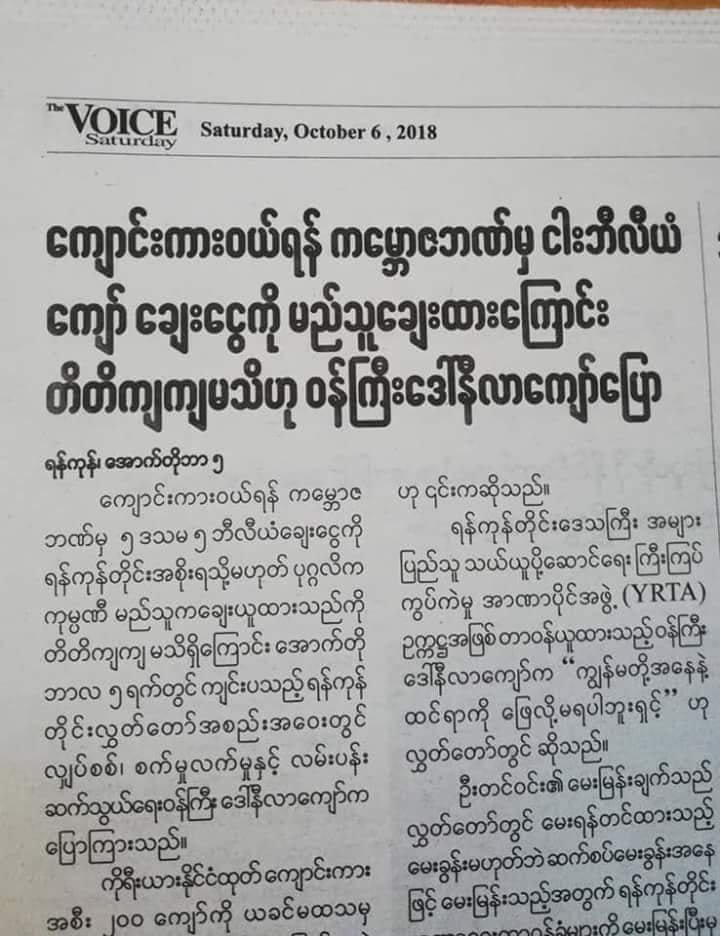 The VOICE
Saturday
Saturday, October 6 , 2018
ကျောင်းကားဝယ်ရန် ကမ္ဘောဇဘဏ်မှ ငါးဘီလီယံ
ကျော် ချေးငွေကို မည်သူချေးထားကြောင်း
တိတိကျကျမသိဟု ဝန်ကြီးဒေါ်နီလာကျော်ပြော
ရန်ကုန်၊ အောက်တိုဘာ ၅
ကျောင်းကားဝယ်ရန် ကမ္ဘောဇ
ဘဏ်မှ ၅ ဒသမ ၅ ဘီလီယံချေးငွေကို
ရန်ကုန်တိုင်းအစိုးရသို့မဟုတ် ပုဂ္ဂလိက
ကုမ္ပဏီ မည်သူကချေးယူထားသည်ကို
တိတိကျကျ မသိရှိကြောင်း အောက်တို
ဘာလ ၅ ရက်တွင် ကျင်းပသည့် ရန်ကုန်
တိုင်းလွှတ်တော်အစည်းအဝေးတွင်
လျှပ်စစ်၊ စက်မှုလက်မှုနှင့် လမ်းပန်း
ဆက်သွယ်ရေးဝန်ကြီး ဒေါ်နီလာကျော်က
ပြောကြားသည်။
ကိုရီးယားနိုင်ငံထုတ် ကျောင်းကား
အစီး ၂၀၀ ကျော်ကို ယခင်မထသမှ
ဟု ၎င်းကဆိုသည်။
ရန်ကုန်တိုင်းဒေသကြီး အများ
ပြည်သူ သယ်ယူပို့ဆောင်ရေး ကြီးကြပ်
ကွပ်ကဲမှု အာဏာပိုင်အဖွဲ့ (YRTA)
ဥက္ကဋ္ဌအဖြစ်တာဝန်ယူထားသည့် ဝန်ကြီး
ဒေါ်နီလာကျော်က “ကျွန်မတို့အနေနဲ့
ထင်ရာကို ဖြေလို့မရပါဘူးရှင့်” ဟု
လွှတ်တော်တွင် ဆိုသည်။
ဦးတင်ဝင်း၏ မေးမြန်းချက်သည်
လွှတ်တော်တွင် မေးရန်တင်ထားသည့်
မေးခွန်းမဟုတ်ဘဲ ဆက်စပ်မေးခွန်းအနေ
ဖြင့် မေးမြန်းသည့်အတွက် ရန်ကုန်တိုင်း
ကို မေးမြန်းပြီးမှ